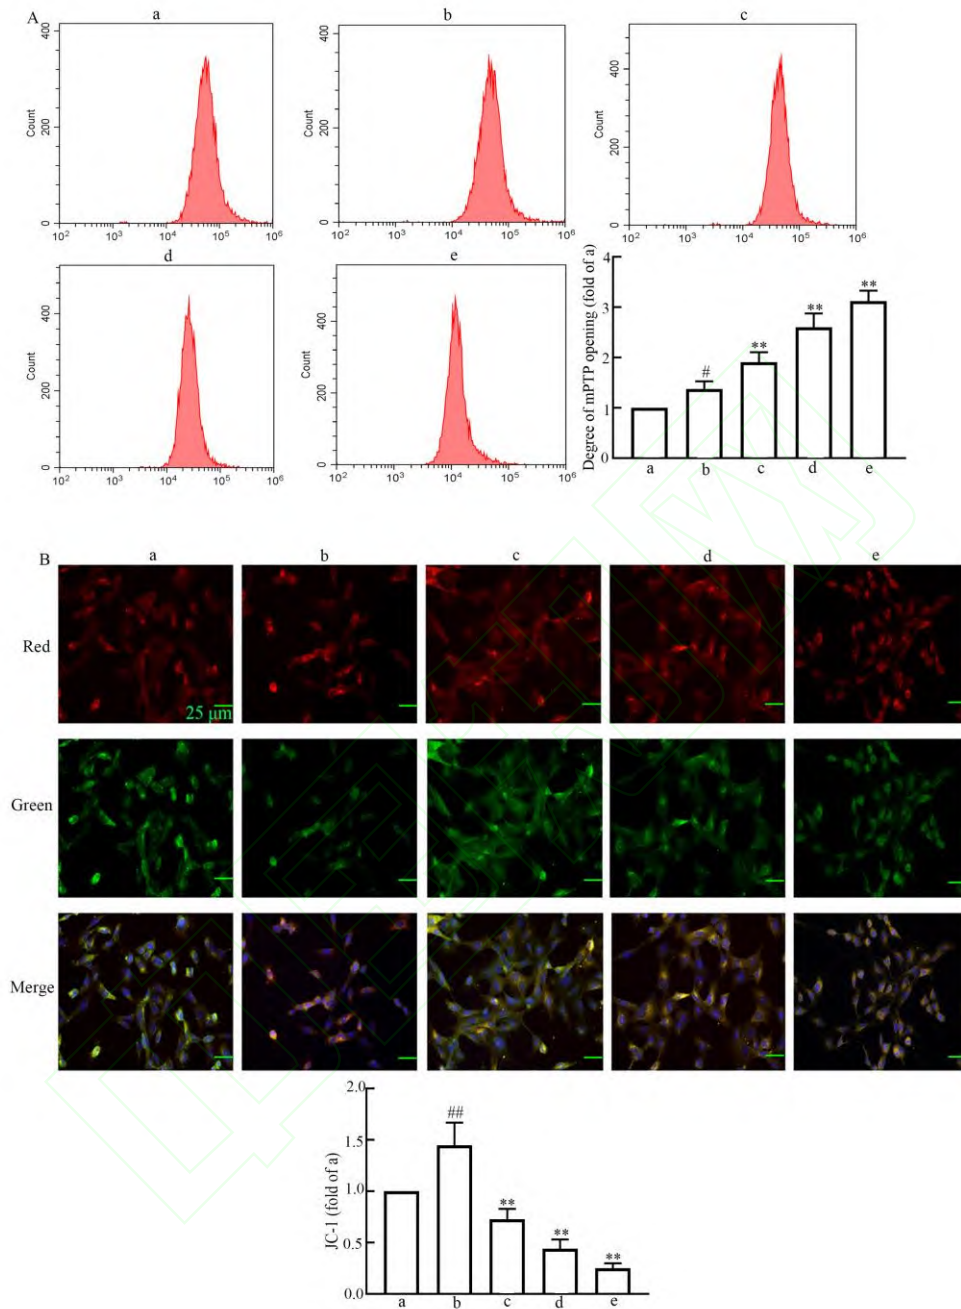 A
a
b
c
Count
400
200
0
10² 10³ 10⁴ 10⁵ 10⁶
Count
400
200
0
10² 10³ 10⁴ 10⁵ 10⁶
Count
400
200
0
10² 10³ 10⁴ 10⁵ 10⁶
d
e
Count
400
200
0
10² 10³ 10⁴ 10⁵ 10⁶
Count
400
200
0
10² 10³ 10⁴ 10⁵ 10⁶
Degree of mPTP opening (fold of a)
4
3
2
1
0
#
**
**
**
a b c d e
B
a b c d e
Red
25 μm
Green
Merge
JC-1 (fold of a)
2.0
1.5
1.0
0.5
0.0
##
**
**
**
a b c d e